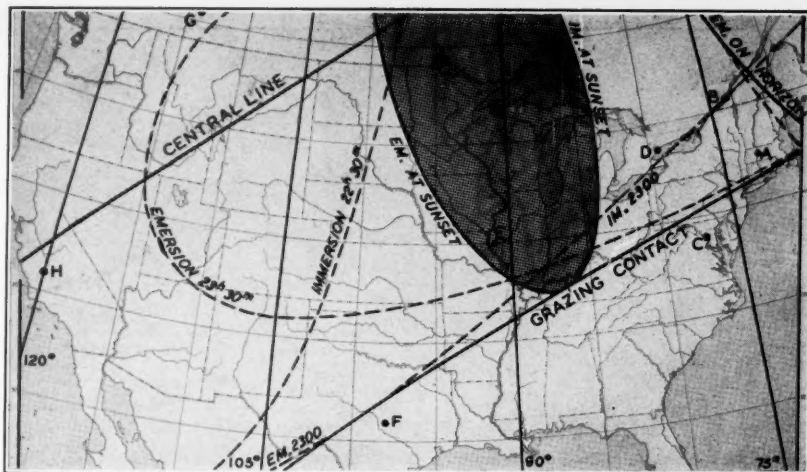 G
CENTRAL LINE
EM. AT SUNSET
IM. AT SUNSET
EM. ON HORIZON
B
D
M
IM. 2300
IMMERSION 22h 30m
EMERSION 23h 30m
C
GRAZING CONTACT
H
120°
F
EM. 2300
105°
90°
75°